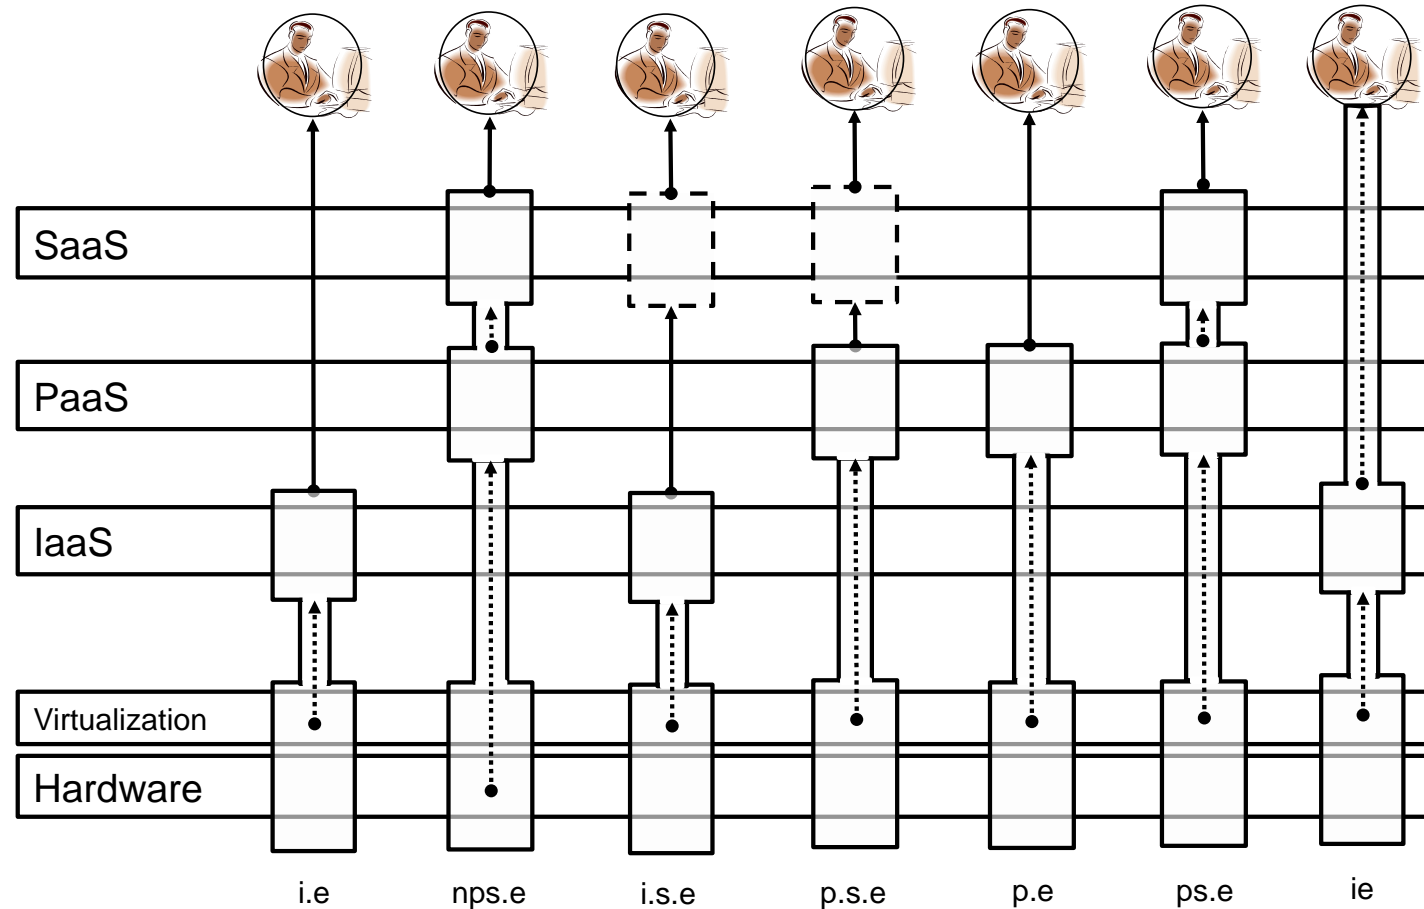 SaaS
PaaS
IaaS
Virtualization
Hardware
i.e nps.e i.s.e p.s.e p.e ps.e ie